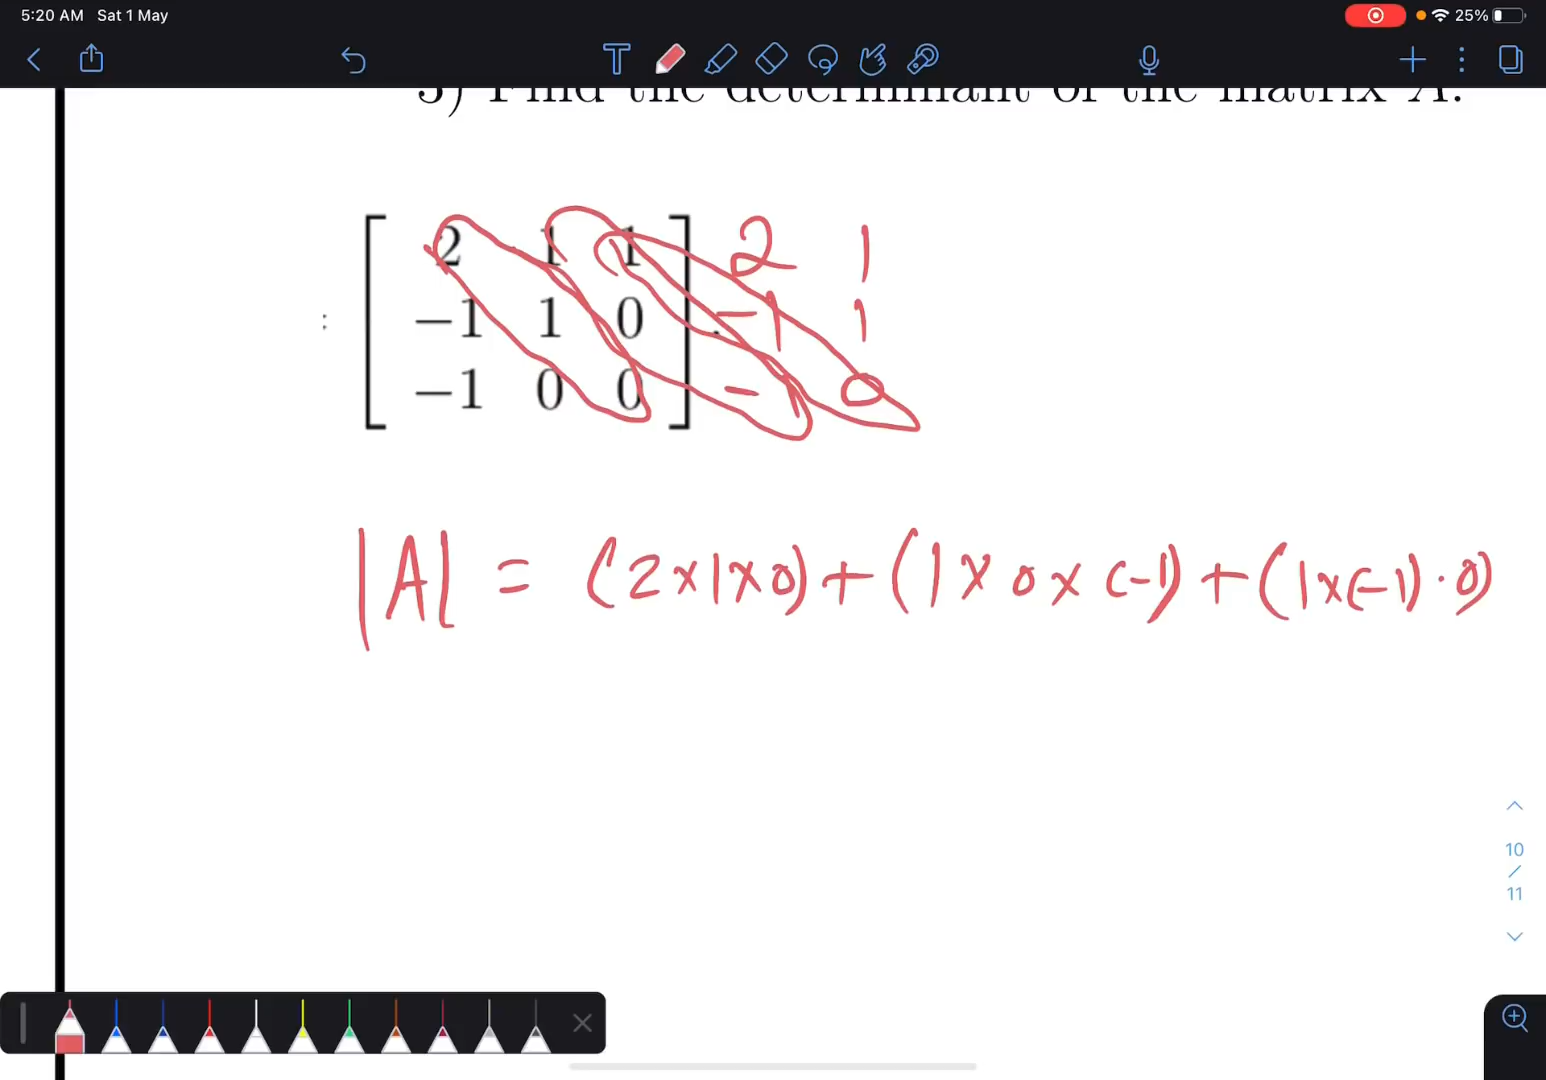 5:20 AM Sat 1 May
25%
3) Find the determinant of the matrix A.
2 1 1 2 1
: −1 1 0 . −1 1
−1 0 0 −1 0
|A| = (2×1×0)+(1×0×(-1)+(1×(-1)·0)
10
/
11